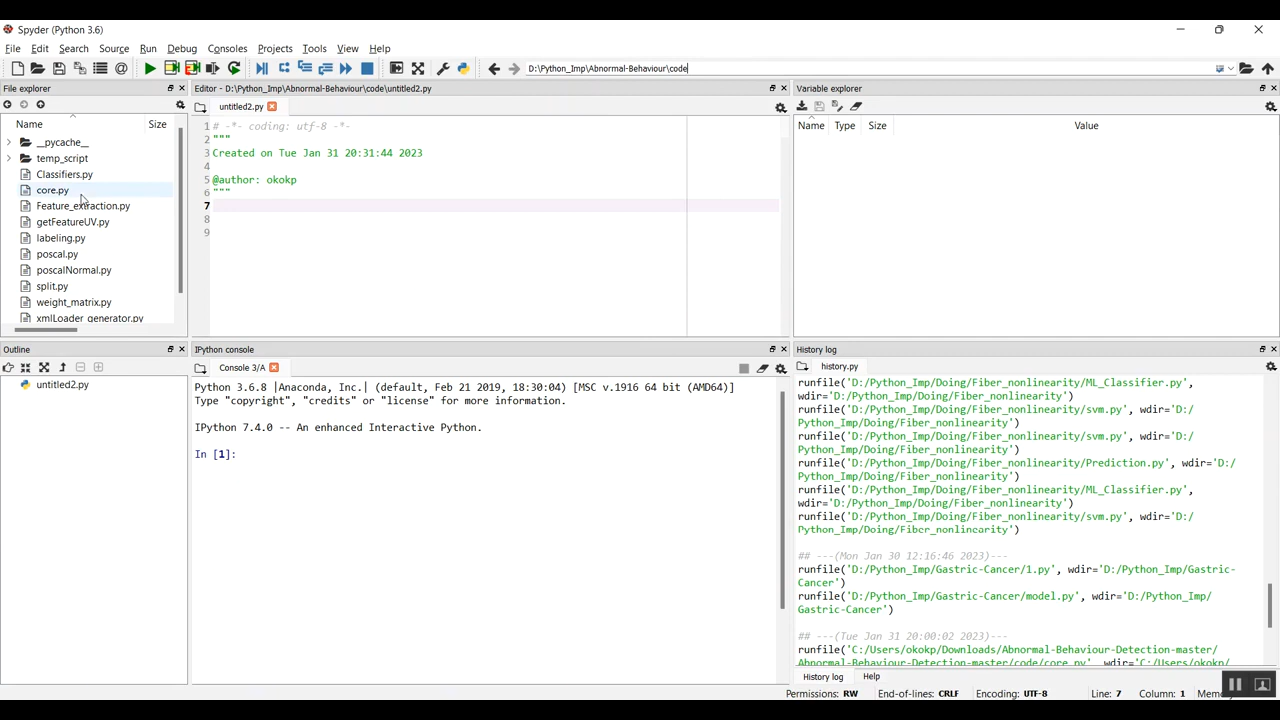 Spyder (Python 3.6)
File Edit Search Source Run Debug Consoles Projects Tools View Help
D:\Python_Imp\Abnormal-Behaviour\code
File explorer
Name Size
__pycache__
temp_script
Classifiers.py
core.py
Feature_extraction.py
getFeatureUV.py
labeling.py
poscal.py
poscalNormal.py
split.py
weight_matrix.py
xmlLoader_generator.py
Outline
untitled2.py
Editor - D:\Python_Imp\Abnormal-Behaviour\code\untitled2.py
untitled2.py
1 # -*- coding: utf-8 -*-
2 """
3 Created on Tue Jan 31 20:31:44 2023
4
5 @author: okokp
6 """
7
8
9
IPython console
Console 3/A
Python 3.6.8 |Anaconda, Inc.| (default, Feb 21 2019, 18:30:04) [MSC v.1916 64 bit (AMD64)]
Type "copyright", "credits" or "license" for more information.
IPython 7.4.0 -- An enhanced Interactive Python.
In [1]:
Variable explorer
Name Type Size Value
History log
history.py
runfile('D:/Python_Imp/Doing/Fiber_nonlinearity/ML_Classifier.py',
wdir='D:/Python_Imp/Doing/Fiber_nonlinearity')
runfile('D:/Python_Imp/Doing/Fiber_nonlinearity/svm.py', wdir='D:/
Python_Imp/Doing/Fiber_nonlinearity')
runfile('D:/Python_Imp/Doing/Fiber_nonlinearity/svm.py', wdir='D:/
Python_Imp/Doing/Fiber_nonlinearity')
runfile('D:/Python_Imp/Doing/Fiber_nonlinearity/Prediction.py', wdir='D:/
Python_Imp/Doing/Fiber_nonlinearity')
runfile('D:/Python_Imp/Doing/Fiber_nonlinearity/ML_Classifier.py',
wdir='D:/Python_Imp/Doing/Fiber_nonlinearity')
runfile('D:/Python_Imp/Doing/Fiber_nonlinearity/svm.py', wdir='D:/
Python_Imp/Doing/Fiber_nonlinearity')
## ---(Mon Jan 30 12:16:46 2023)---
runfile('D:/Python_Imp/Gastric-Cancer/1.py', wdir='D:/Python_Imp/Gastric-
Cancer')
runfile('D:/Python_Imp/Gastric-Cancer/model.py', wdir='D:/Python_Imp/
Gastric-Cancer')
## ---(Tue Jan 31 20:00:02 2023)---
runfile('C:/Users/okokp/Downloads/Abnormal-Behaviour-Detection-master/
Abnormal-Behaviour-Detection-master/code/core.py', wdir='C:/Users/okokp/
History log Help
Permissions: RW End-of-lines: CRLF Encoding: UTF-8 Line: 7 Column: 1